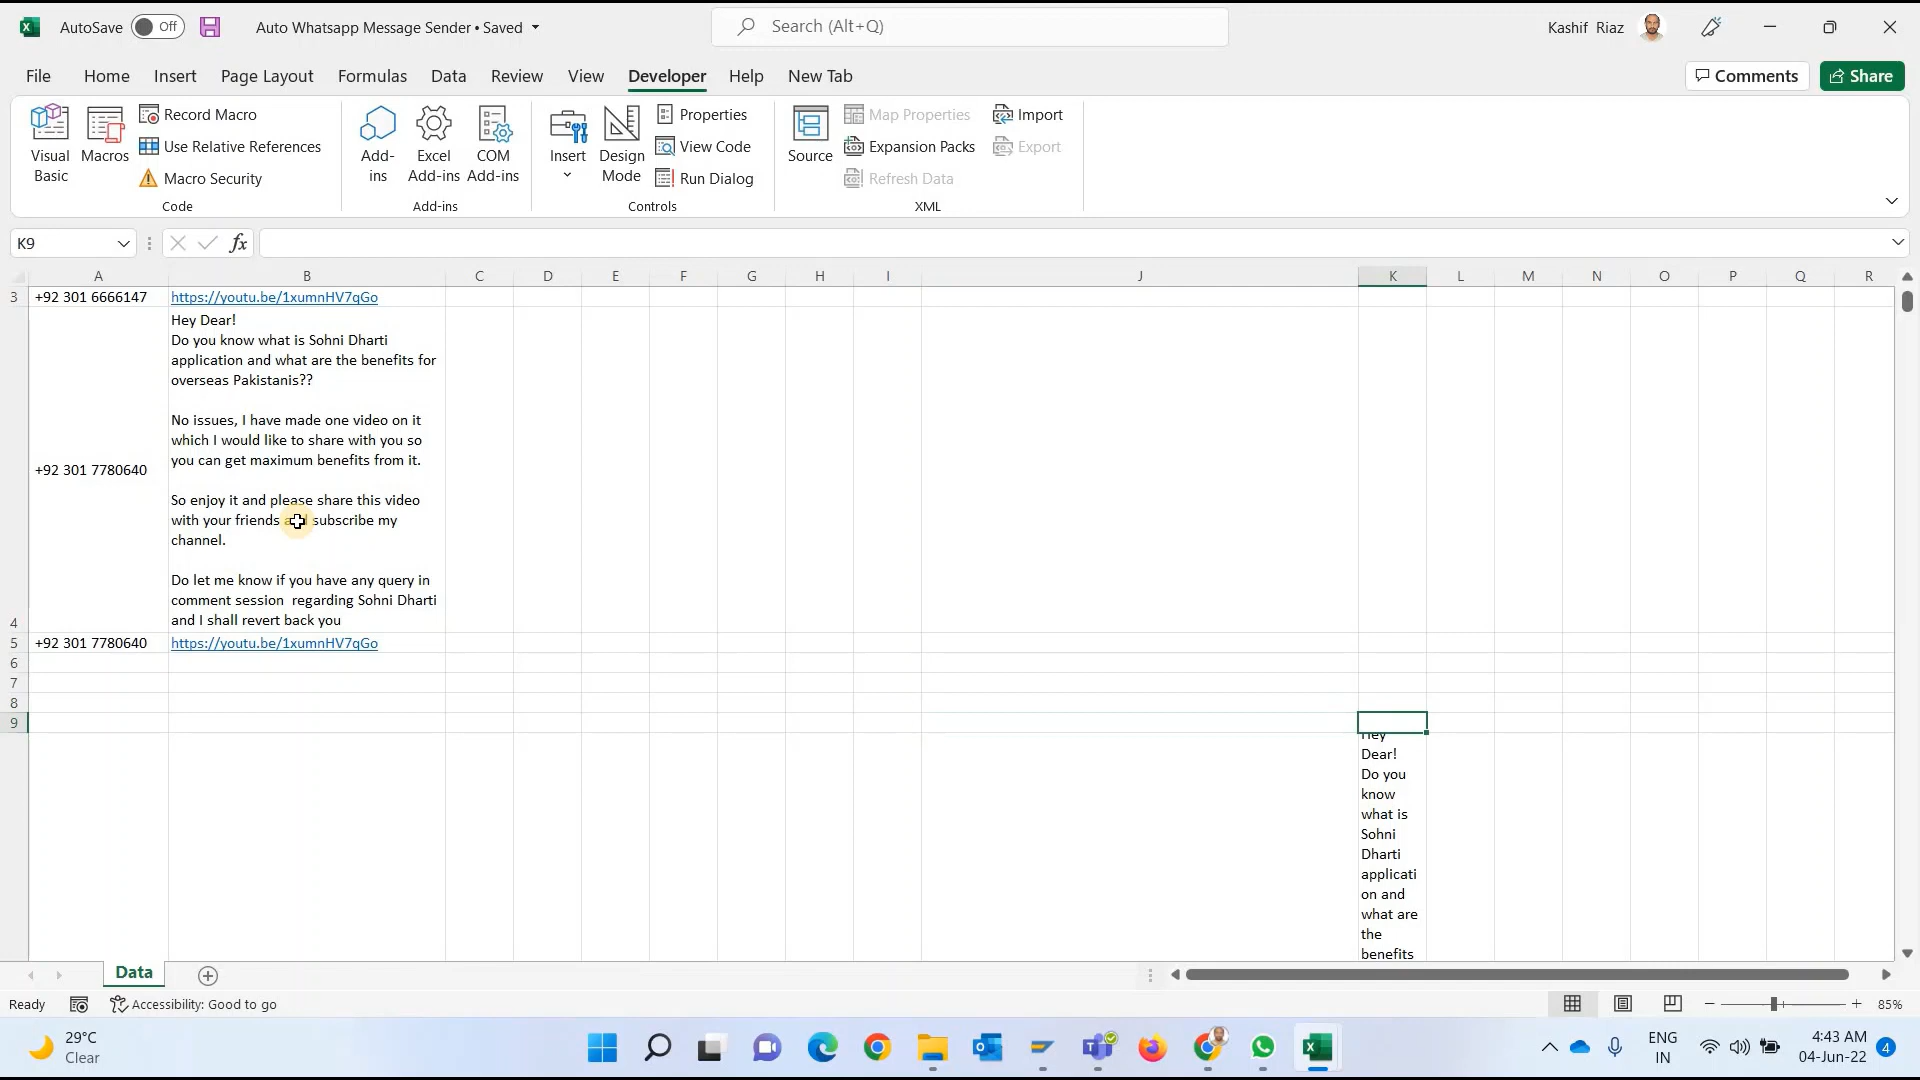 AutoSave Off Auto Whatsapp Message Sender • Saved Search (Alt+Q) Kashif Riaz
File Home Insert Page Layout Formulas Data Review View Developer Help New Tab Comments Share
Visual Basic
Macros
Record Macro
Use Relative References
Macro Security
Code
Add-ins
Excel Add-ins
COM Add-ins
Add-ins
Insert
Design Mode
Properties
View Code
Run Dialog
Controls
Source
Map Properties
Expansion Packs
Refresh Data
Import
Export
XML
K9 fx
A B C D E F G H I J K L M N O P Q R
3 +92 301 6666147 https://youtu.be/1xumnHV7qGo
Hey Dear!
Do you know what is Sohni Dharti
application and what are the benefits for
overseas Pakistanis??
No issues, I have made one video on it
which I would like to share with you so
you can get maximum benefits from it.
+92 301 7780640
So enjoy it and please share this video
with your friends and subscribe my
channel.
Do let me know if you have any query in
comment session  regarding Sohni Dharti
4 and I shall revert back you
5 +92 301 7780640 https://youtu.be/1xumnHV7qGo
6
7
8
9
Hey
Dear!
Do you
know
what is
Sohni
Dharti
applicati
on and
what are
the
benefits
Data
Ready Accessibility: Good to go 85%
29°C
Clear
ENG
IN
4:43 AM
04-Jun-22
4